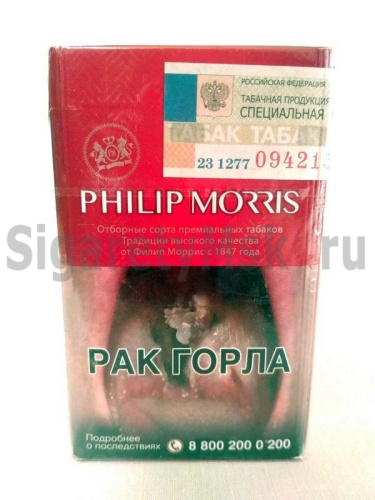 РОССИЙСКАЯ ФЕДЕРАЦИЯ
ТАБАЧНАЯ ПРОДУКЦИЯ
СПЕЦИАЛЬНАЯ
ТАБАК ТАБАК
23 1277 09421
PHILIP MORRIS
Отборные сорта премиальных табаков
Традиции высокого качества
от Филип Моррис с 1847 года
РАК ГОРЛА
Подробнее
о последствиях 8 800 200 0 200